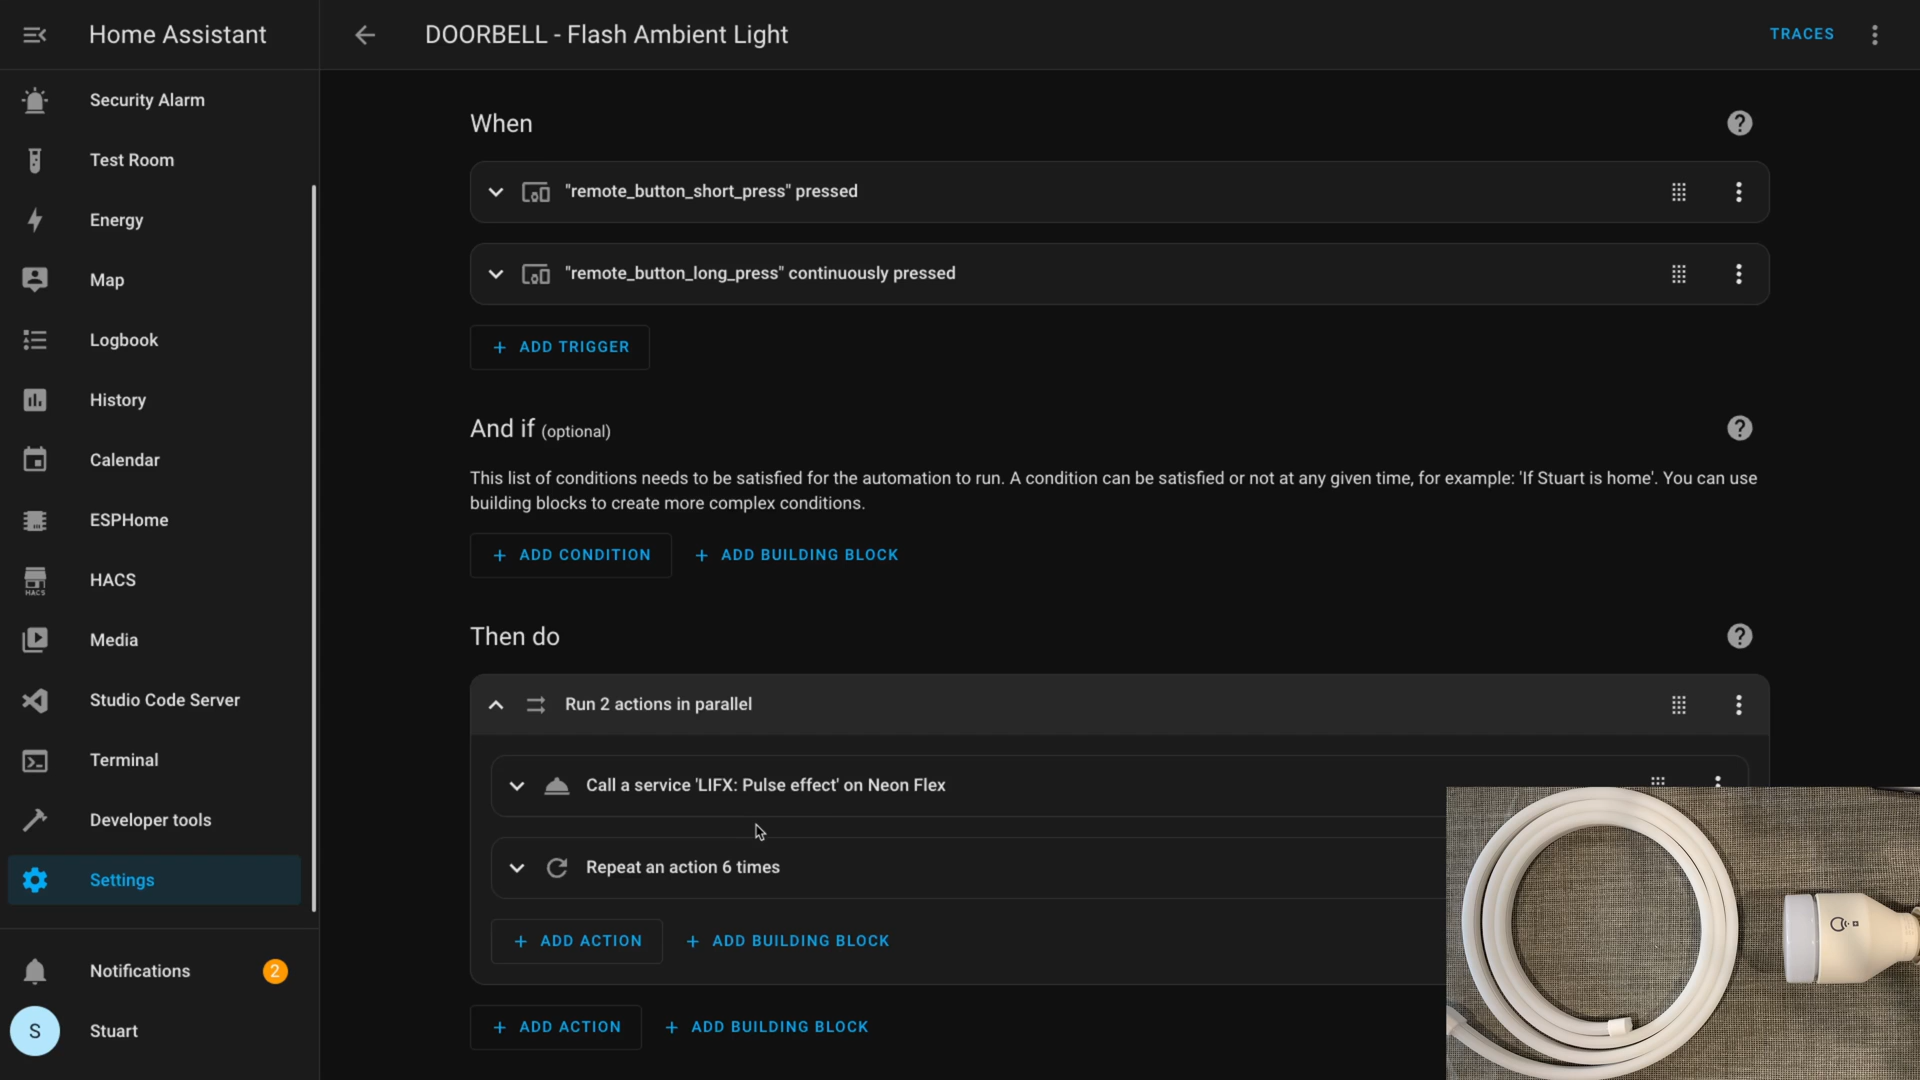 Home Assistant
DOORBELL - Flash Ambient Light
TRACES
Security Alarm
Test Room
Energy
Map
Logbook
History
Calendar
ESPHome
HACS
HACS
Media
Studio Code Server
Terminal
Developer tools
Settings
Notifications
2
S
Stuart
When
"remote_button_short_press" pressed
"remote_button_long_press" continuously pressed
+ ADD TRIGGER
And if (optional)
This list of conditions needs to be satisfied for the automation to run. A condition can be satisfied or not at any given time, for example: 'If Stuart is home'. You can use
building blocks to create more complex conditions.
+ ADD CONDITION
+ ADD BUILDING BLOCK
Then do
Run 2 actions in parallel
Call a service 'LIFX: Pulse effect' on Neon Flex
Repeat an action 6 times
+ ADD ACTION
+ ADD BUILDING BLOCK
+ ADD ACTION
+ ADD BUILDING BLOCK